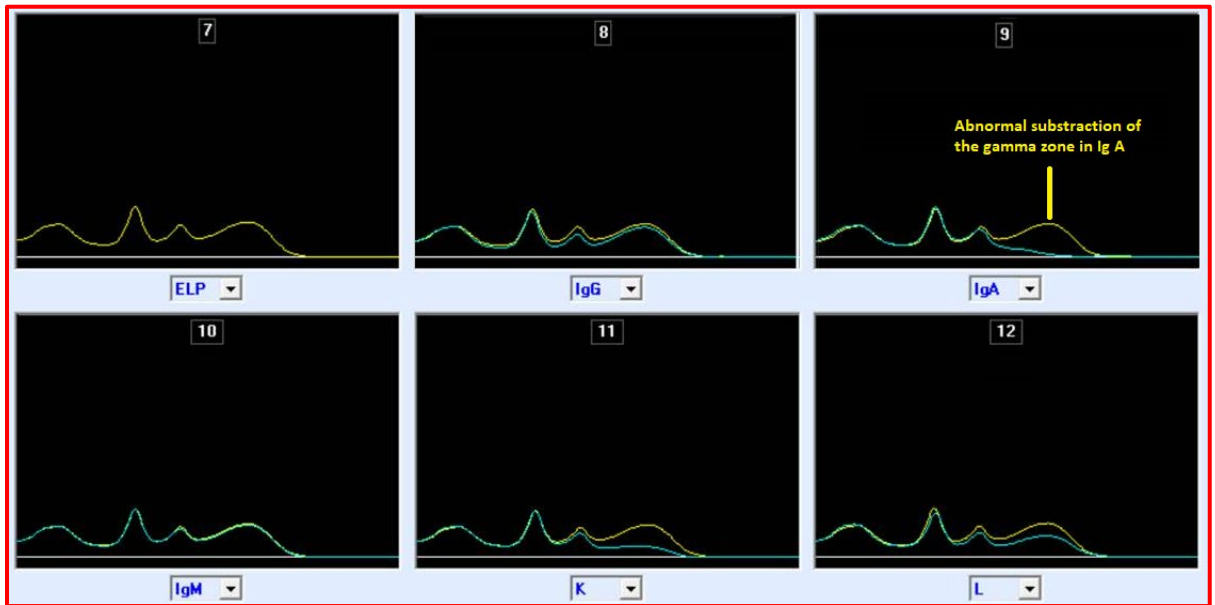 7
8
9
Abnormal substraction of
the gamma zone in Ig A
ELP
IgG
IgA
10
11
12
IgM
K
L